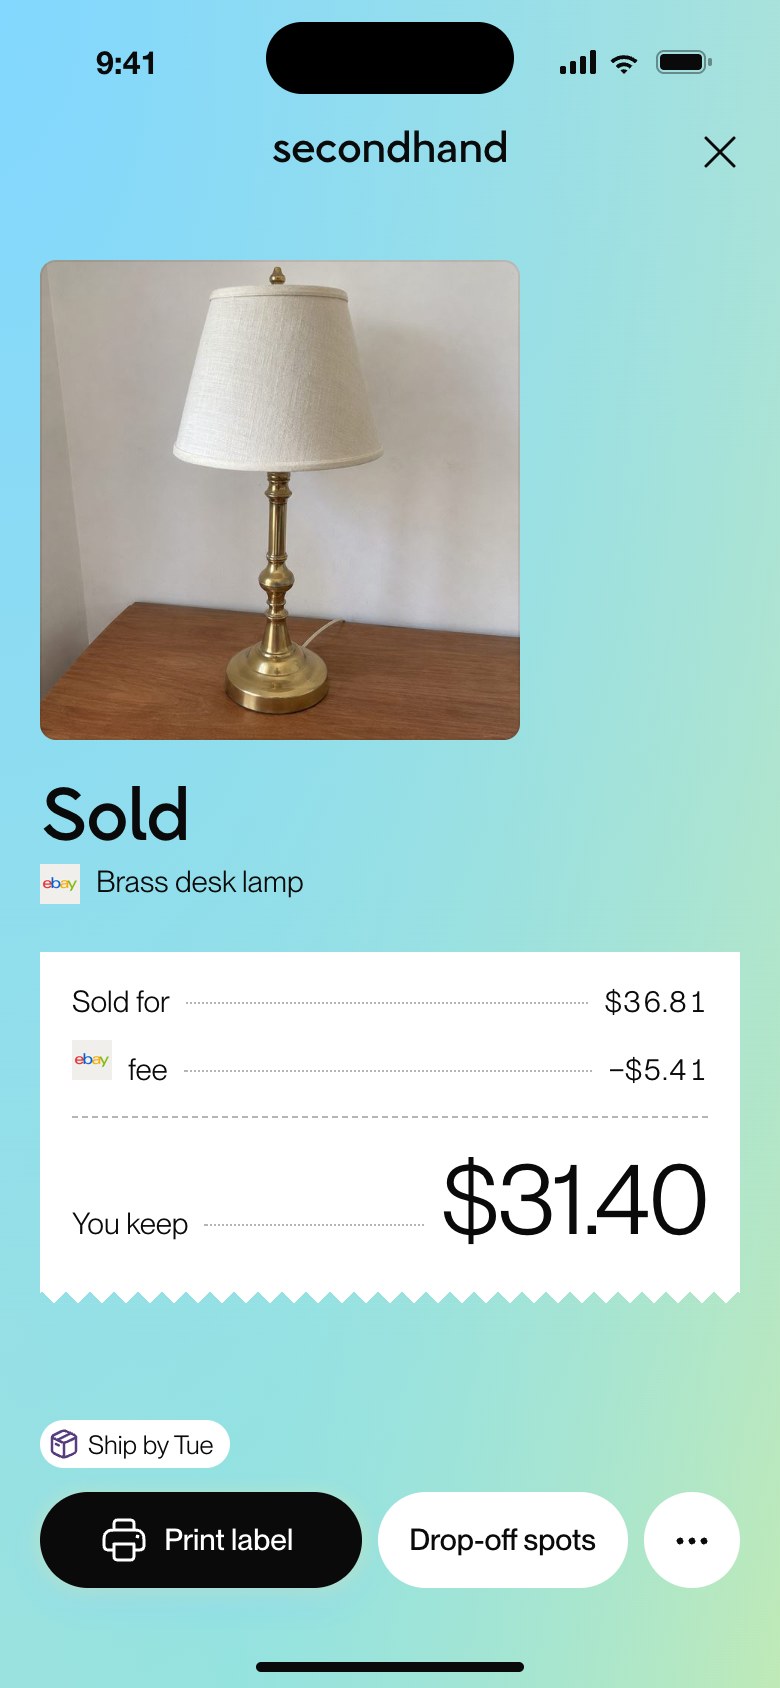 9:41
secondhand
Sold
ebay Brass desk lamp
Sold for $36.81
ebay fee –$5.41
You keep $31.40
Ship by Tue
Print label Drop-off spots